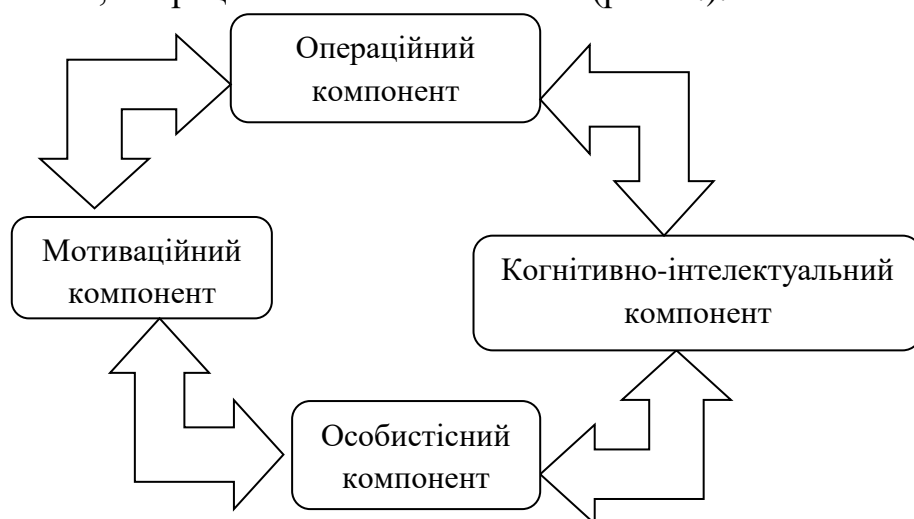 Операційний
компонент
Мотиваційний
компонент
Когнітивно-інтелектуальний
компонент
Особистісний
компонент